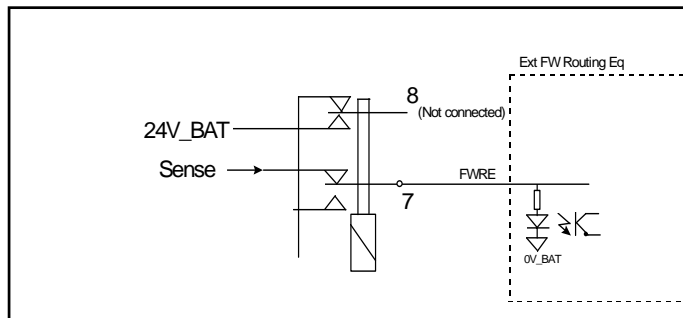 Ext FW Routing Eq
8
(Not connected)
24V_BAT
Sense
FWRE
7
0V_BAT